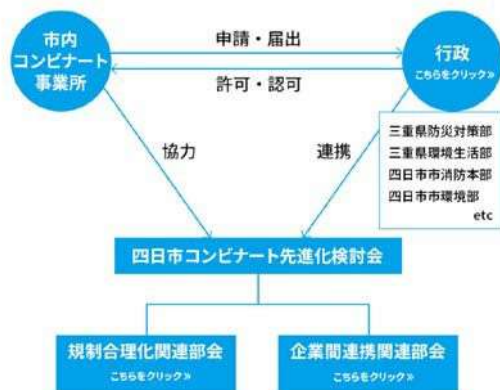 市内
コンビナート
事業所
申請・届出
許可・認可
行政
こちらをクリック»
三重県防災対策部
三重県環境生活部
四日市市消防本部
四日市市環境部
etc
協力
連携
四日市コンビナート先進化検討会
規制合理化関連部会
こちらをクリック»
企業間連携関連部会
こちらをクリック»